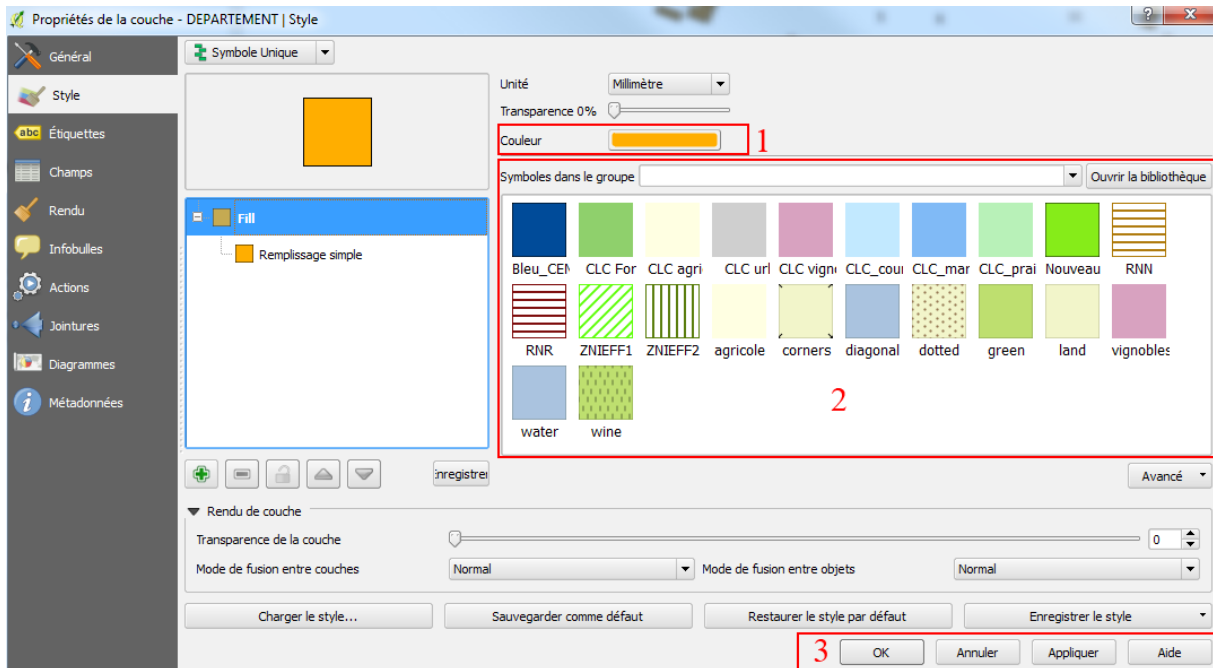 Propriétés de la couche - DEPARTEMENT | Style
Général
Style
abc Étiquettes
Champs
Rendu
Infobulles
Actions
Jointures
Diagrammes
Métadonnées
Symbole Unique
Unité Millimètre
Transparence 0%
Couleur 1
Symboles dans le groupe Ouvrir la bibliothèque
Fill
Remplissage simple
Bleu_CEN CLC For CLC agri CLC url CLC vign CLC_cour CLC_mar CLC_prai Nouveau RNN
RNR ZNIEFF1 ZNIEFF2 agricole corners diagonal dotted green land vignobles
water wine
2
Enregistrer
Avancé
Rendu de couche
Transparence de la couche 0
Mode de fusion entre couches Normal Mode de fusion entre objets Normal
Charger le style... Sauvegarder comme défaut Restaurer le style par défaut Enregistrer le style
3 OK Annuler Appliquer Aide